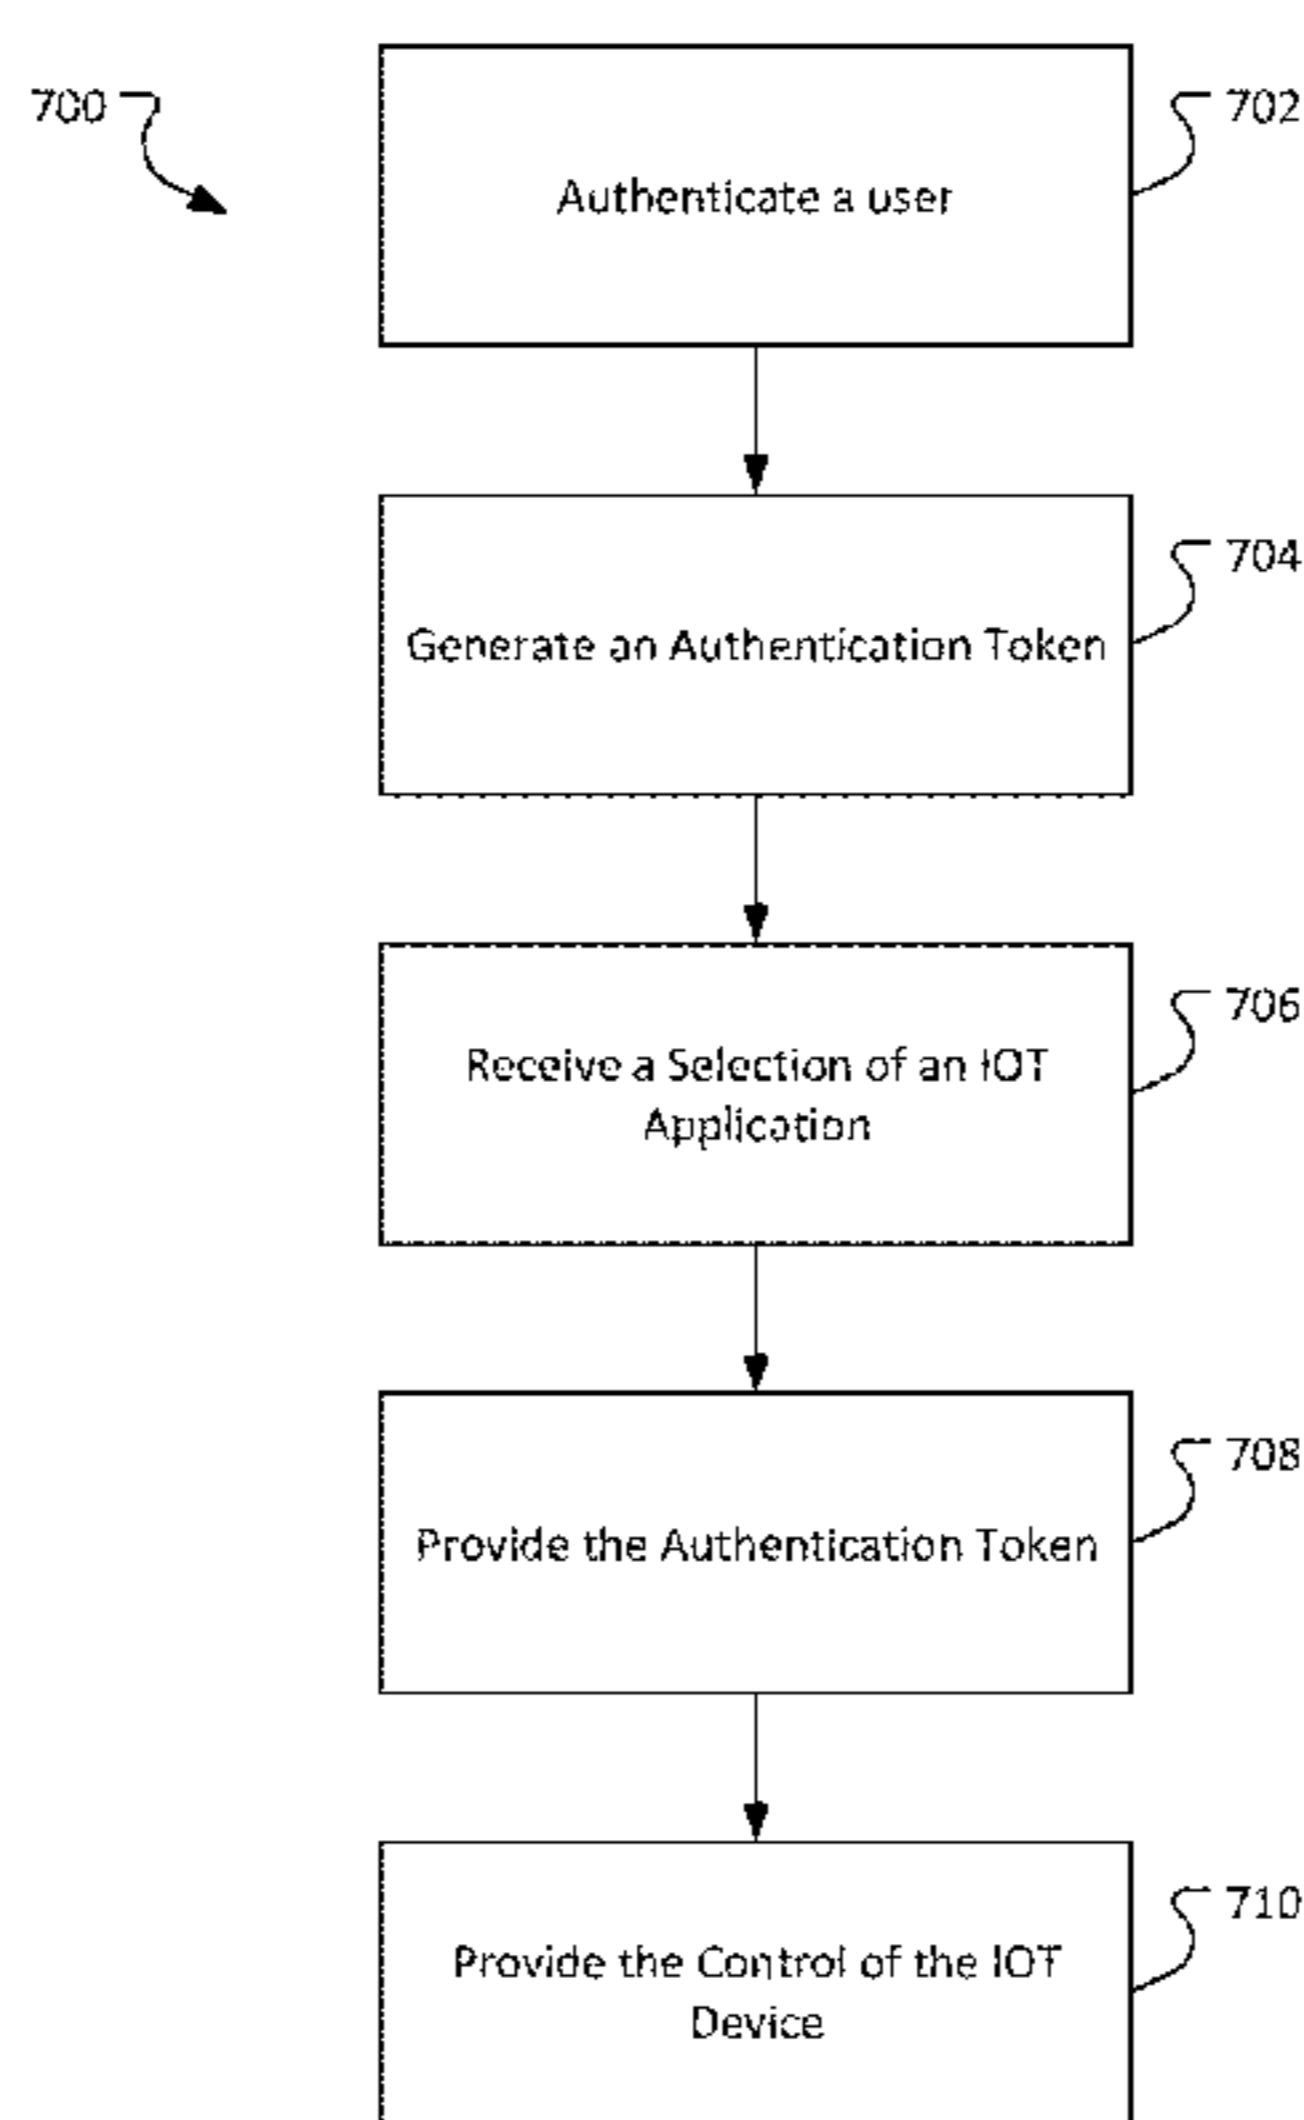 700
702
Authenticate a user
704
Generate an Authentication Token
706
Receive a Selection of an IOT
Application
708
Provide the Authentication Token
710
Provide the Control of the IOT
Device